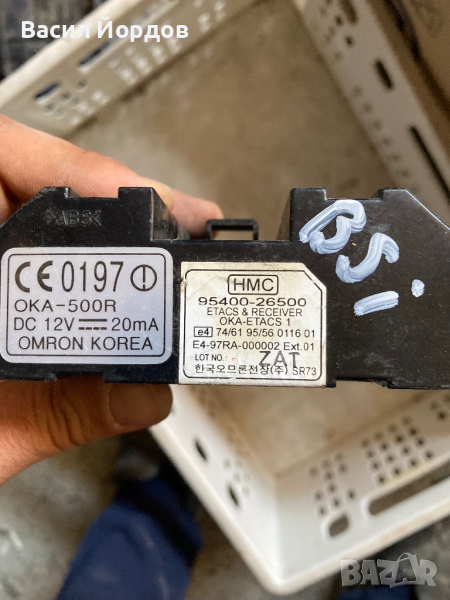 Васил Йордов
>ABS<
BSi
CE 0197
OKA-500R
DC 12V 20mA
OMRON KOREA
HMC
95400-26500
ETACS & RECEIVER
OKA-ETACS 1
e4 74/61 95/56 0116 01
E4-97RA-000002 Ext.01
LOT NO : ZAT
한국오므론전장(주) SR73
BAZAR